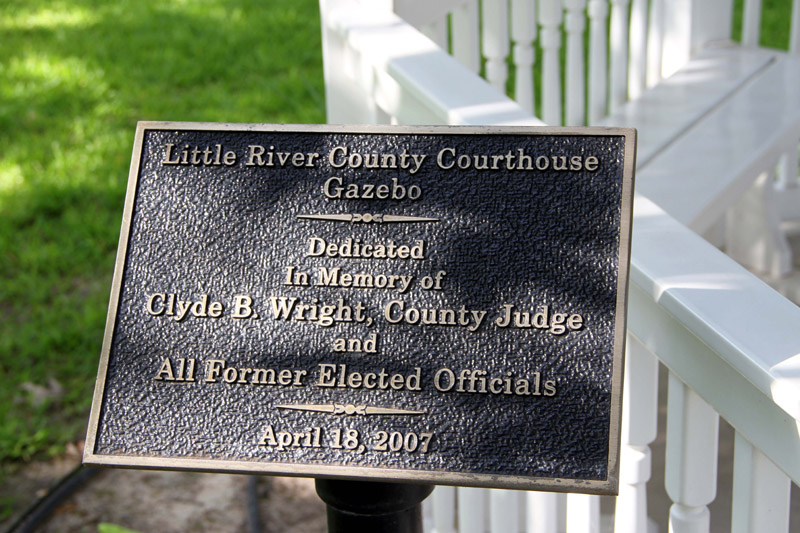 Little River County Courthouse
Gazebo
Dedicated
In Memory of
Clyde B. Wright, County Judge
and
All Former Elected Officials
April 18, 2007